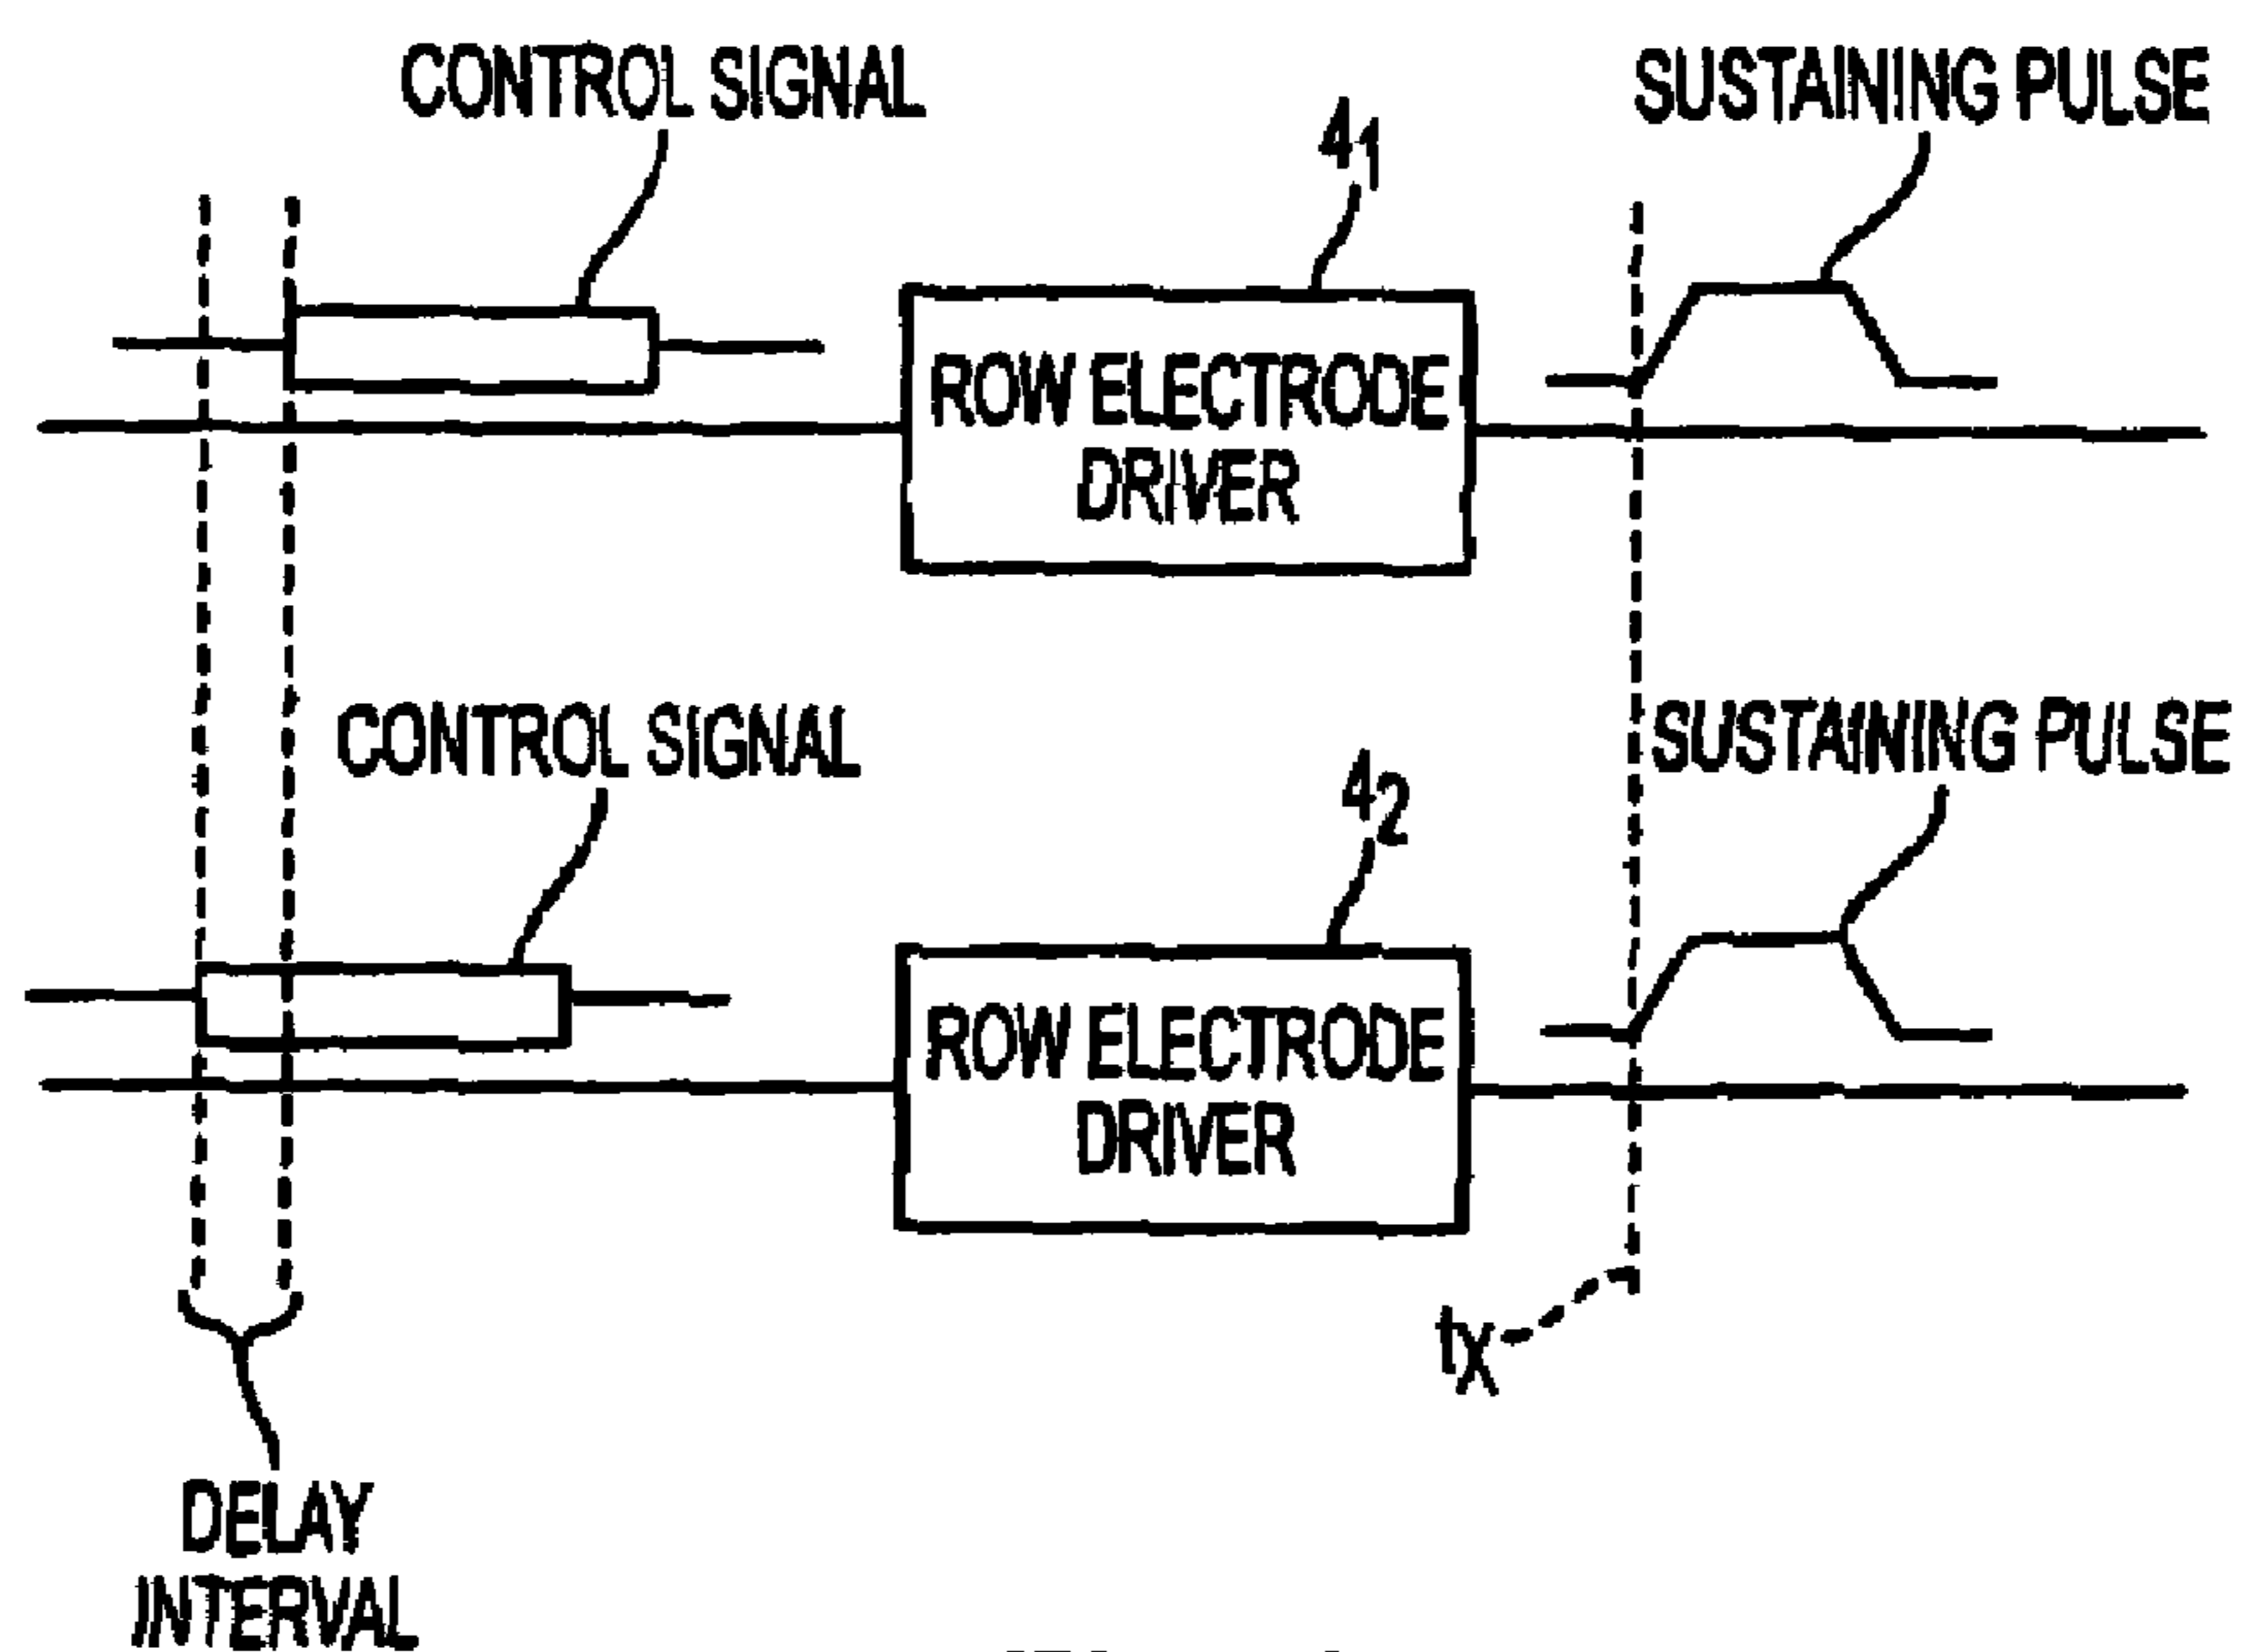 CONTROL SIGNAL
SUSTAINING PULSE
41
ROW ELECTRODE
DRIVER
CONTROL SIGNAL
SUSTAINING PULSE
42
ROW ELECTRODE
DRIVER
tX
DELAY
INTERVAL